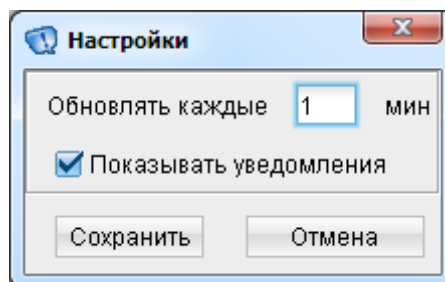 Настройки
Обновлять каждые 1 мин
Показывать уведомления
Сохранить Отмена